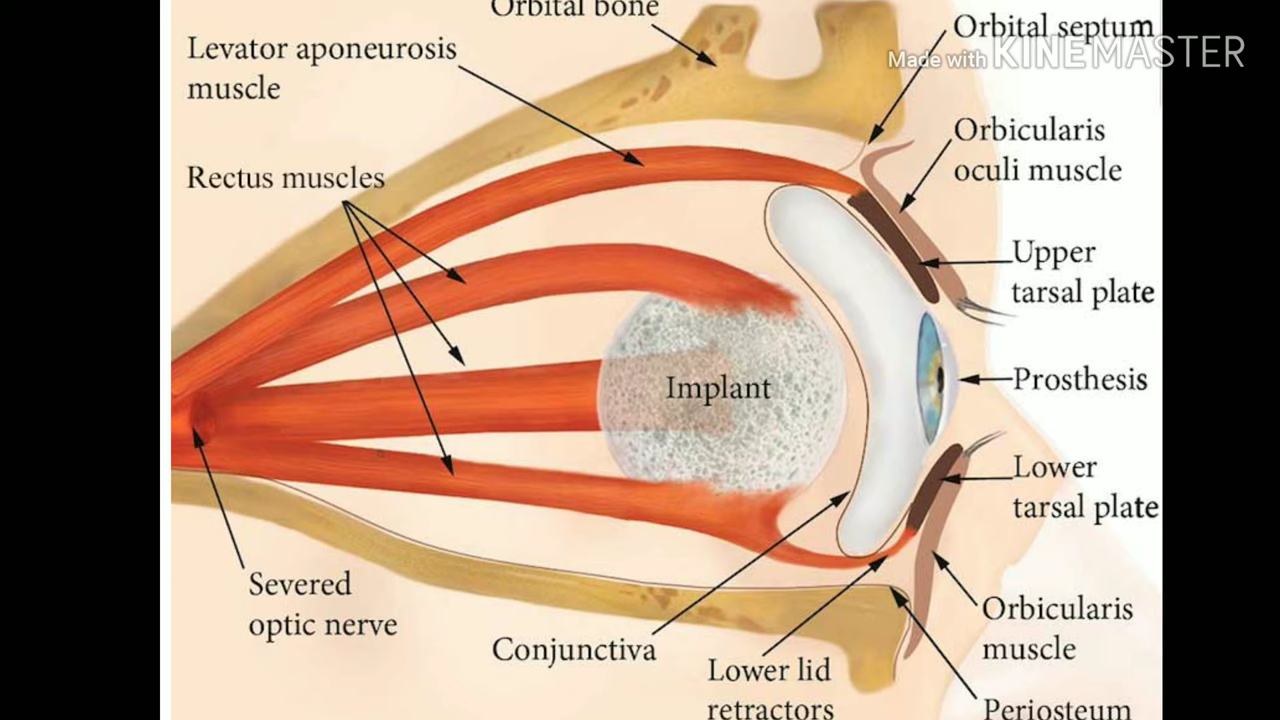 Orbital bone
Levator aponeurosis
muscle
Rectus muscles
Orbital septum
Made with KINEMASTER
Orbicularis
oculi muscle
Upper
tarsal plate
Implant
Prosthesis
Lower
tarsal plate
Severed
optic nerve
Conjunctiva
Lower lid
retractors
Orbicularis
muscle
Periosteum